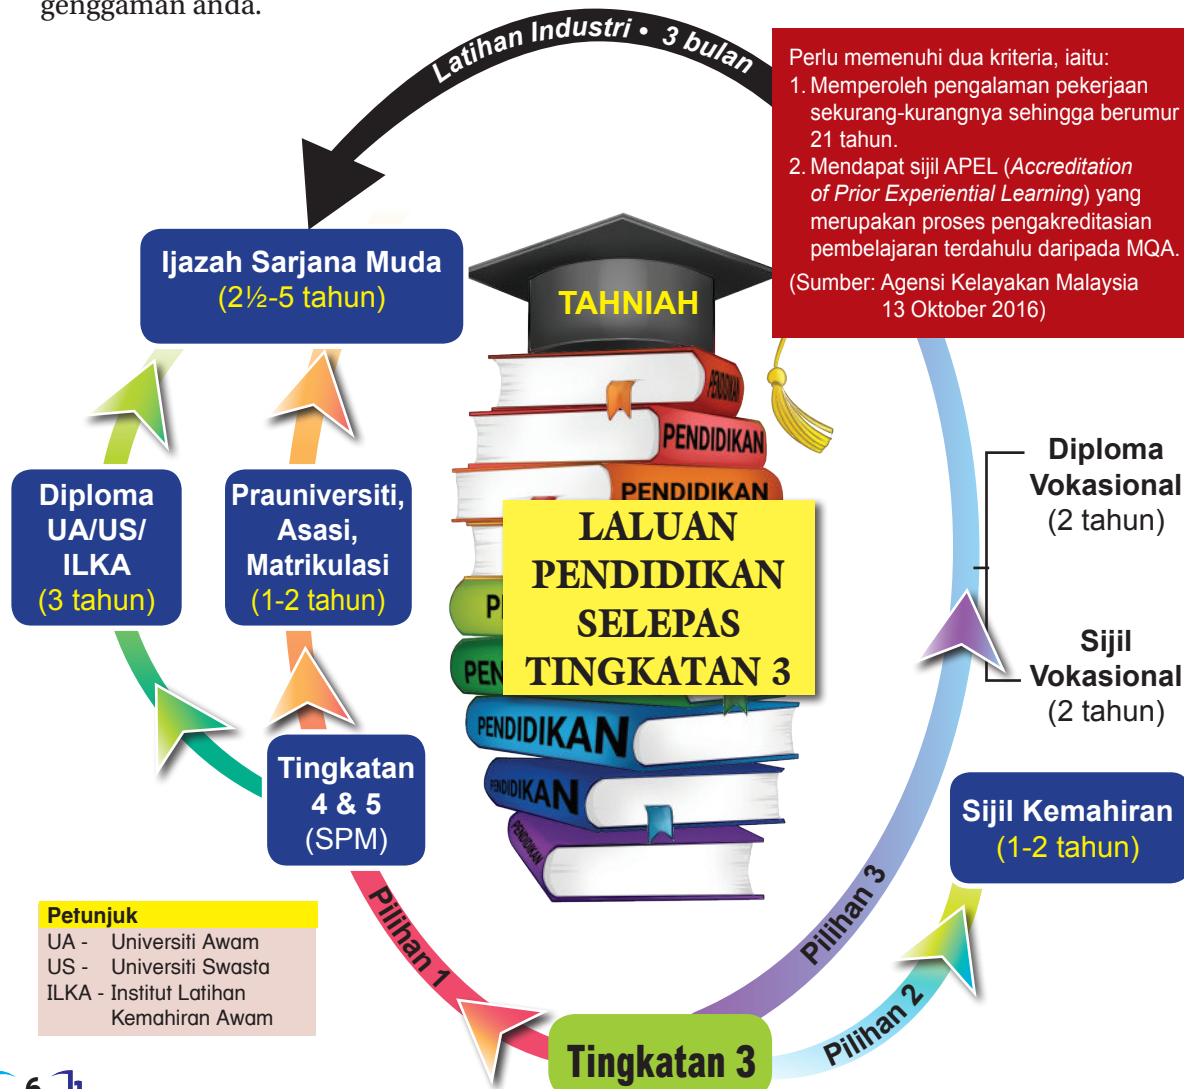 genggaman anda.
Latihan Industri • 3 bulan
Perlu memenuhi dua kriteria, iaitu:
1. Memperoleh pengalaman pekerjaan
sekurang-kurangnya sehingga berumur
21 tahun.
2. Mendapat sijil APEL (Accreditation
of Prior Experiential Learning) yang
merupakan proses pengakreditasian
pembelajaran terdahulu daripada MQA.
(Sumber: Agensi Kelayakan Malaysia
13 Oktober 2016)
Ijazah Sarjana Muda
(2½-5 tahun)
TAHNIAH
PENDIDIKAN
PENDIDIKAN
PENDIDIKAN
LALUAN
PENDIDIKAN
SELEPAS
TINGKATAN 3
P
PEN
PENDIDIKAN
PENDIDIKAN
PENDIDIKAN
Diploma
UA/US/
ILKA
(3 tahun)
Prauniversiti,
Asasi,
Matrikulasi
(1-2 tahun)
Diploma
Vokasional
(2 tahun)
Sijil
Vokasional
(2 tahun)
Tingkatan
4 & 5
(SPM)
Sijil Kemahiran
(1-2 tahun)
Pilihan 1
Pilihan 3
Pilihan 2
Tingkatan 3
Petunjuk
UA - Universiti Awam
US - Universiti Swasta
ILKA - Institut Latihan
Kemahiran Awam
6